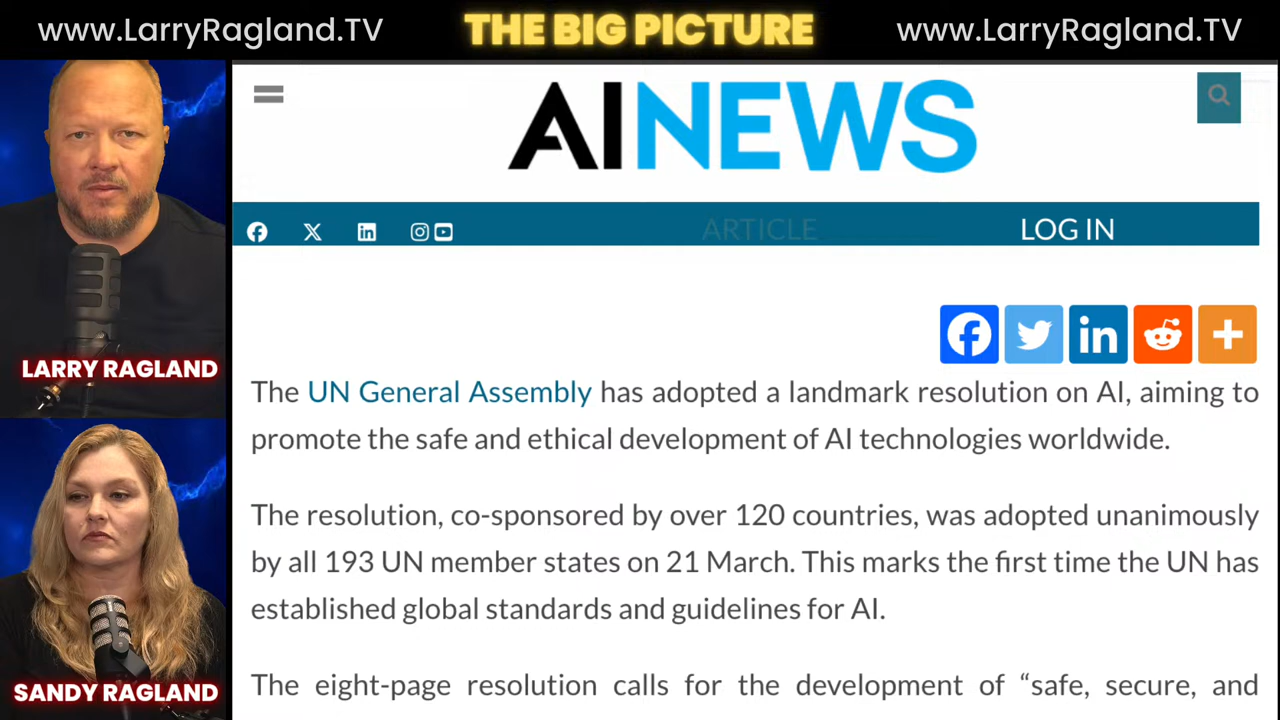 www.LarryRagland.TV
THE BIG PICTURE
www.LarryRagland.TV
AINEWS
ARTICLE
LOG IN
LARRY RAGLAND
The UN General Assembly has adopted a landmark resolution on AI, aiming to
promote the safe and ethical development of AI technologies worldwide.
The resolution, co-sponsored by over 120 countries, was adopted unanimously
by all 193 UN member states on 21 March. This marks the first time the UN has
established global standards and guidelines for AI.
The eight-page resolution calls for the development of “safe, secure, and
SANDY RAGLAND